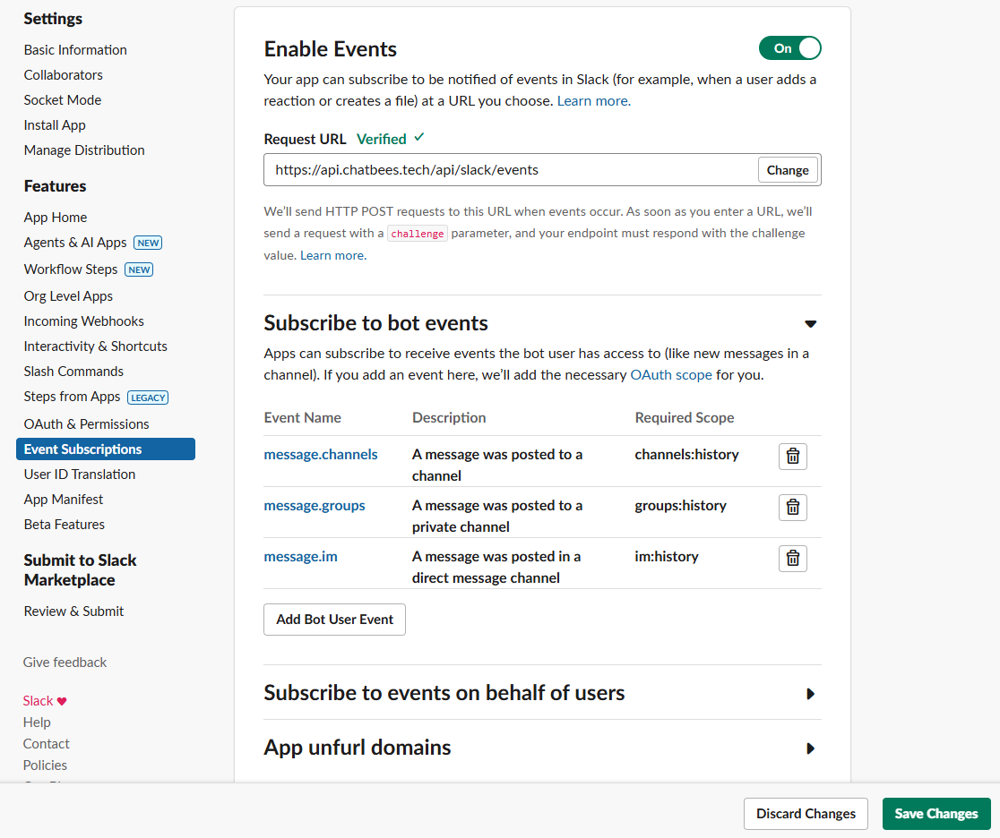 Settings
Basic Information
Collaborators
Socket Mode
Install App
Manage Distribution
Features
App Home
Agents & AI Apps NEW
Workflow Steps NEW
Org Level Apps
Incoming Webhooks
Interactivity & Shortcuts
Slash Commands
Steps from Apps LEGACY
OAuth & Permissions
Event Subscriptions
User ID Translation
App Manifest
Beta Features
Submit to Slack
Marketplace
Review & Submit
Give feedback
Slack ♥
Help
Contact
Policies
Enable Events
On
Your app can subscribe to be notified of events in Slack (for example, when a user adds a
reaction or creates a file) at a URL you choose. Learn more.
Request URL Verified ✓
https://api.chatbees.tech/api/slack/events
Change
We’ll send HTTP POST requests to this URL when events occur. As soon as you enter a URL, we’ll
send a request with a challenge parameter, and your endpoint must respond with the challenge
value. Learn more.
Subscribe to bot events
Apps can subscribe to receive events the bot user has access to (like new messages in a
channel). If you add an event here, we’ll add the necessary OAuth scope for you.
Event Name Description Required Scope
message.channels A message was posted to a channels:history
channel
message.groups A message was posted to a groups:history
private channel
message.im A message was posted in a im:history
direct message channel
Add Bot User Event
Subscribe to events on behalf of users
App unfurl domains
Discard Changes
Save Changes